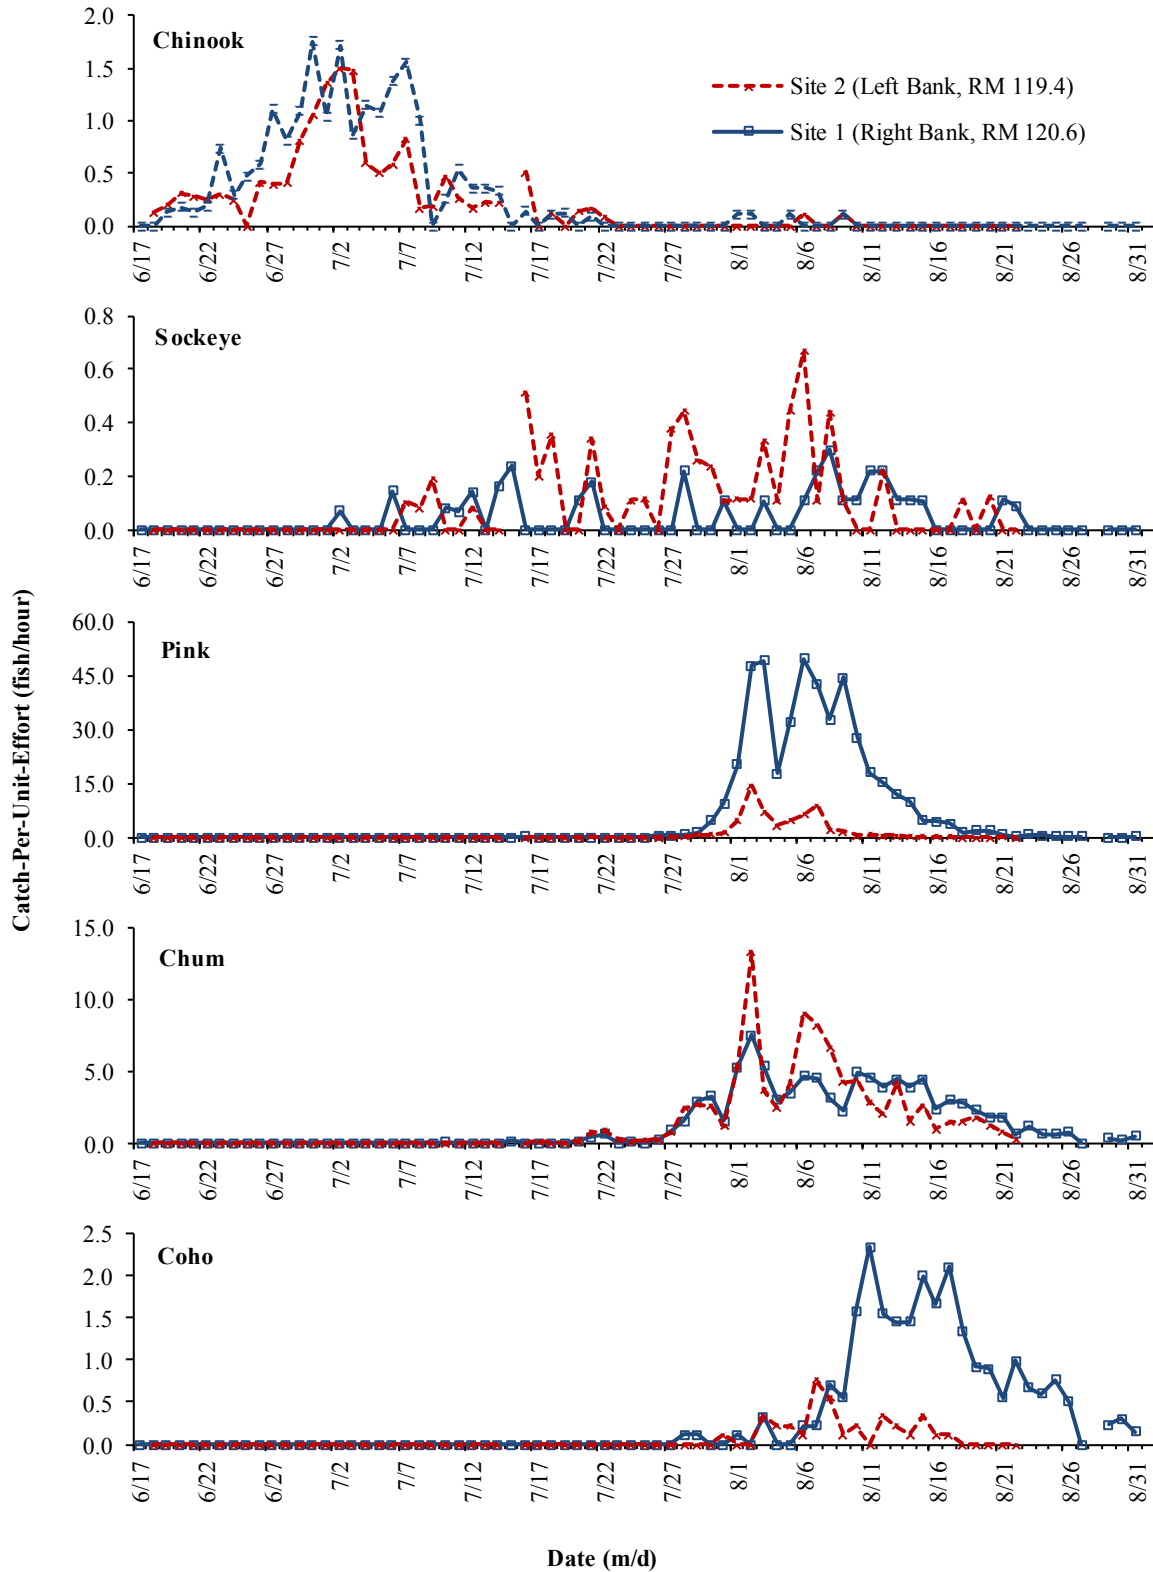 Catch-Per-Unit-Effort (fish/hour)
Chinook
Site 2 (Left Bank, RM 119.4)
Site 1 (Right Bank, RM 120.6)
2.0
1.5
1.0
0.5
0.0
6/17 6/22 6/27 7/2 7/7 7/12 7/17 7/22 7/27 8/1 8/6 8/11 8/16 8/21 8/26 8/31
Sockeye
0.8
0.6
0.4
0.2
0.0
6/17 6/22 6/27 7/2 7/7 7/12 7/17 7/22 7/27 8/1 8/6 8/11 8/16 8/21 8/26 8/31
Pink
60.0
45.0
30.0
15.0
0.0
6/17 6/22 6/27 7/2 7/7 7/12 7/17 7/22 7/27 8/1 8/6 8/11 8/16 8/21 8/26 8/31
Chum
15.0
10.0
5.0
0.0
6/17 6/22 6/27 7/2 7/7 7/12 7/17 7/22 7/27 8/1 8/6 8/11 8/16 8/21 8/26 8/31
Coho
2.5
2.0
1.5
1.0
0.5
0.0
6/17 6/22 6/27 7/2 7/7 7/12 7/17 7/22 7/27 8/1 8/6 8/11 8/16 8/21 8/26 8/31
Date (m/d)